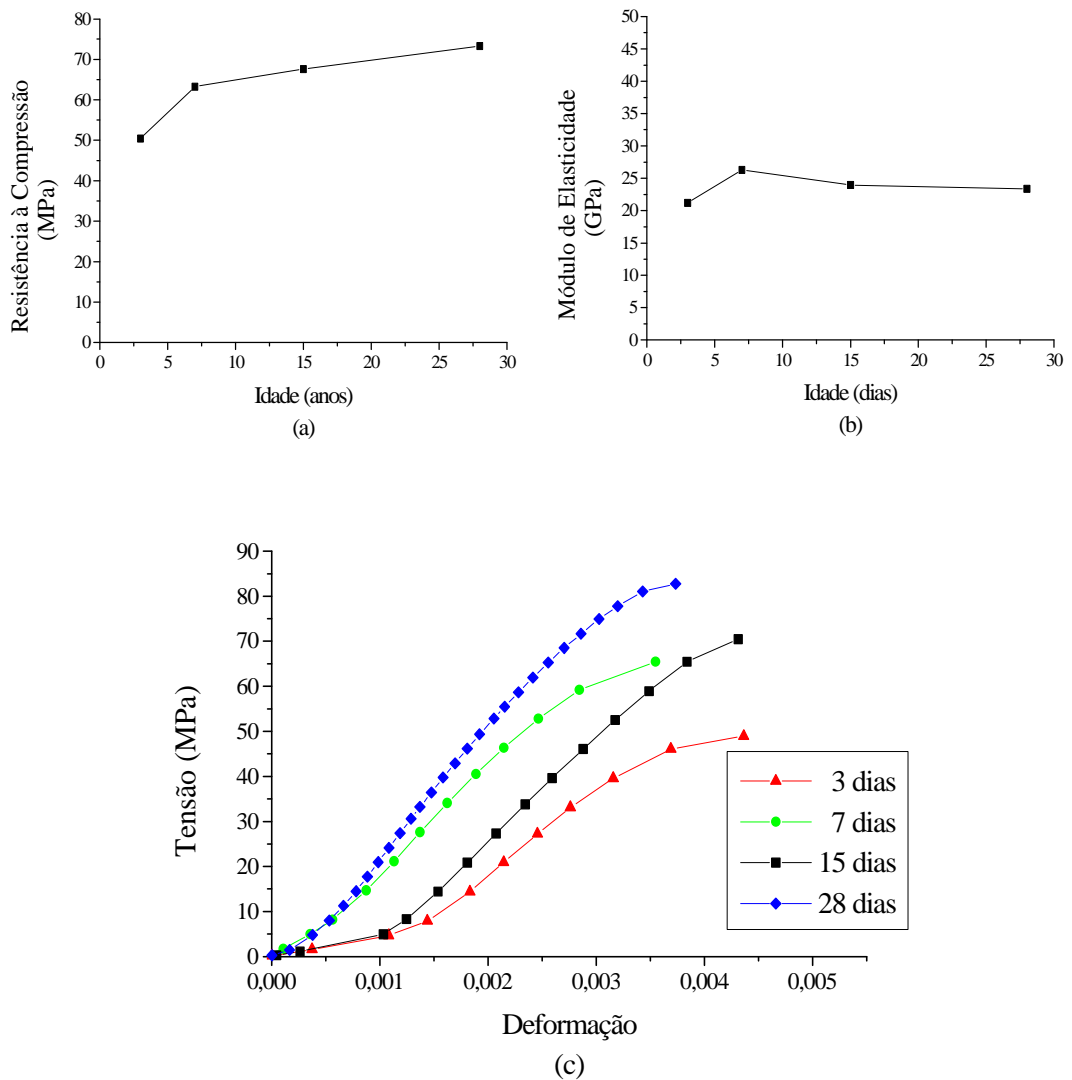 80
70
60
50
40
30
20
10
0
Resistência à Compressão
(MPa)
0 5 10 15 20 25 30
Idade (anos)
(a)
50
45
40
35
30
25
20
15
10
5
0
Módulo de Elasticidade
(GPa)
0 5 10 15 20 25 30
Idade (dias)
(b)
90
80
70
60
50
40
30
20
10
0
Tensão (MPa)
0,000 0,001 0,002 0,003 0,004 0,005
Deformação
3 dias
7 dias
15 dias
28 dias
(c)